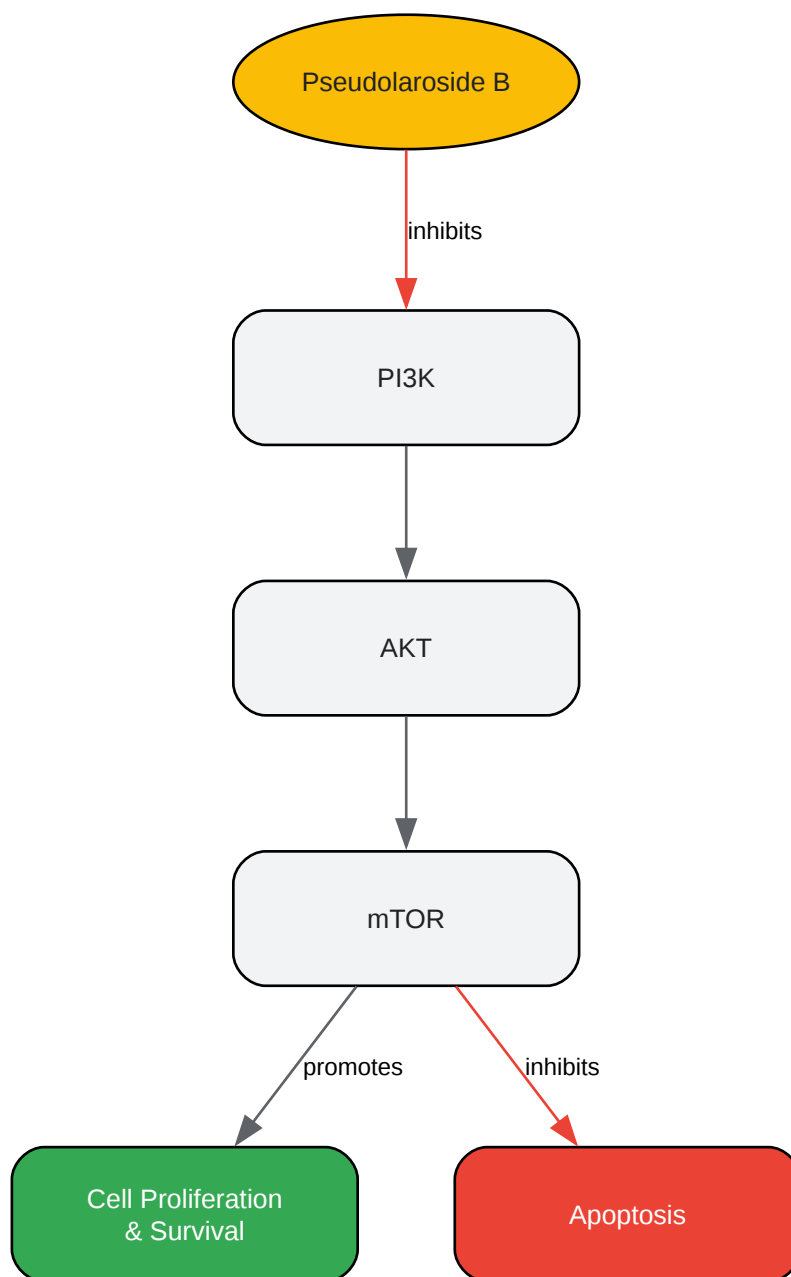 Pseudolaroside B
inhibits
PI3K
AKT
mTOR
promotes
inhibits
Cell Proliferation
& Survival
Apoptosis